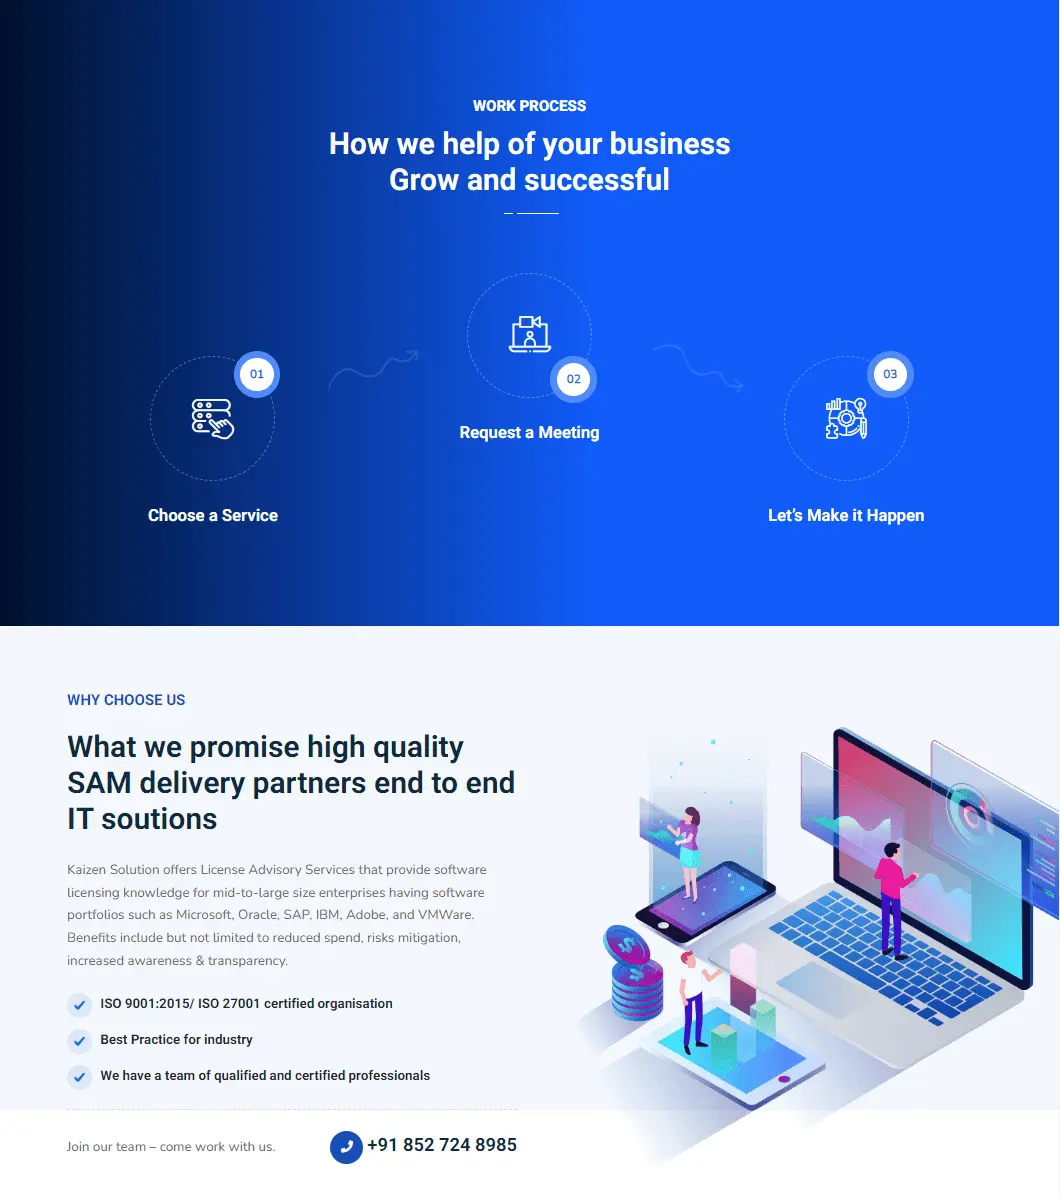 WORK PROCESS
How we help of your business
Grow and successful
01
02
03
Request a Meeting
Choose a Service
Let's Make it Happen
WHY CHOOSE US
What we promise high quality
SAM delivery partners end to end
IT soutions
Kaizen Solution offers License Advisory Services that provide software
licensing knowledge for mid-to-large size enterprises having software
portfolios such as Microsoft, Oracle, SAP, IBM, Adobe, and VMWare.
Benefits include but not limited to reduced spend, risks mitigation,
increased awareness & transparency.
ISO 9001:2015/ ISO 27001 certified organisation
Best Practice for industry
We have a team of qualified and certified professionals
Join our team – come work with us.
+91 852 724 8985